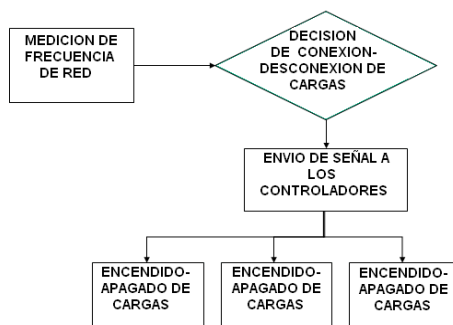 MEDICION DE
FRECUENCIA
DE RED
DECISION
DE CONEXION-
DESCONEXION DE
CARGAS
ENVIO DE SEÑAL A
LOS
CONTROLADORES
ENCENDIDO-
APAGADO DE
CARGAS
ENCENDIDO-
APAGADO DE
CARGAS
ENCENDIDO-
APAGADO DE
CARGAS